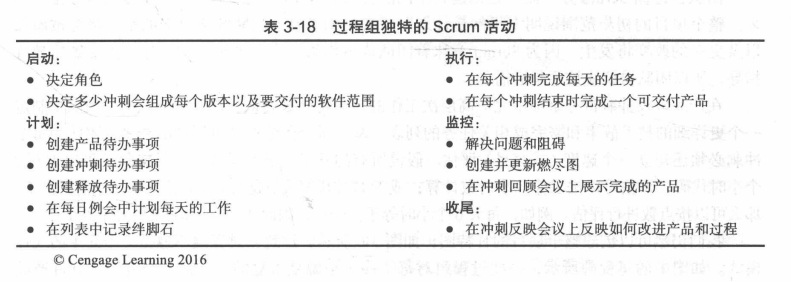 表 3-18 过程组独特的 Scrum 活动
启动：
● 决定角色
● 决定多少冲刺会组成每个版本以及要交付的软件范围
计划：
● 创建产品待办事项
● 创建冲刺待办事项
● 创建释放待办事项
● 在每日例会中计划每天的工作
● 在列表中记录绊脚石
执行：
● 在每个冲刺完成每天的任务
● 在每个冲刺结束时完成一个可交付产品
监控：
● 解决问题和阻碍
● 创建并更新燃尽图
● 在冲刺回顾会议上展示完成的产品
收尾：
● 在冲刺反映会议上反映如何改进产品和过程
© Cengage Learning 2016